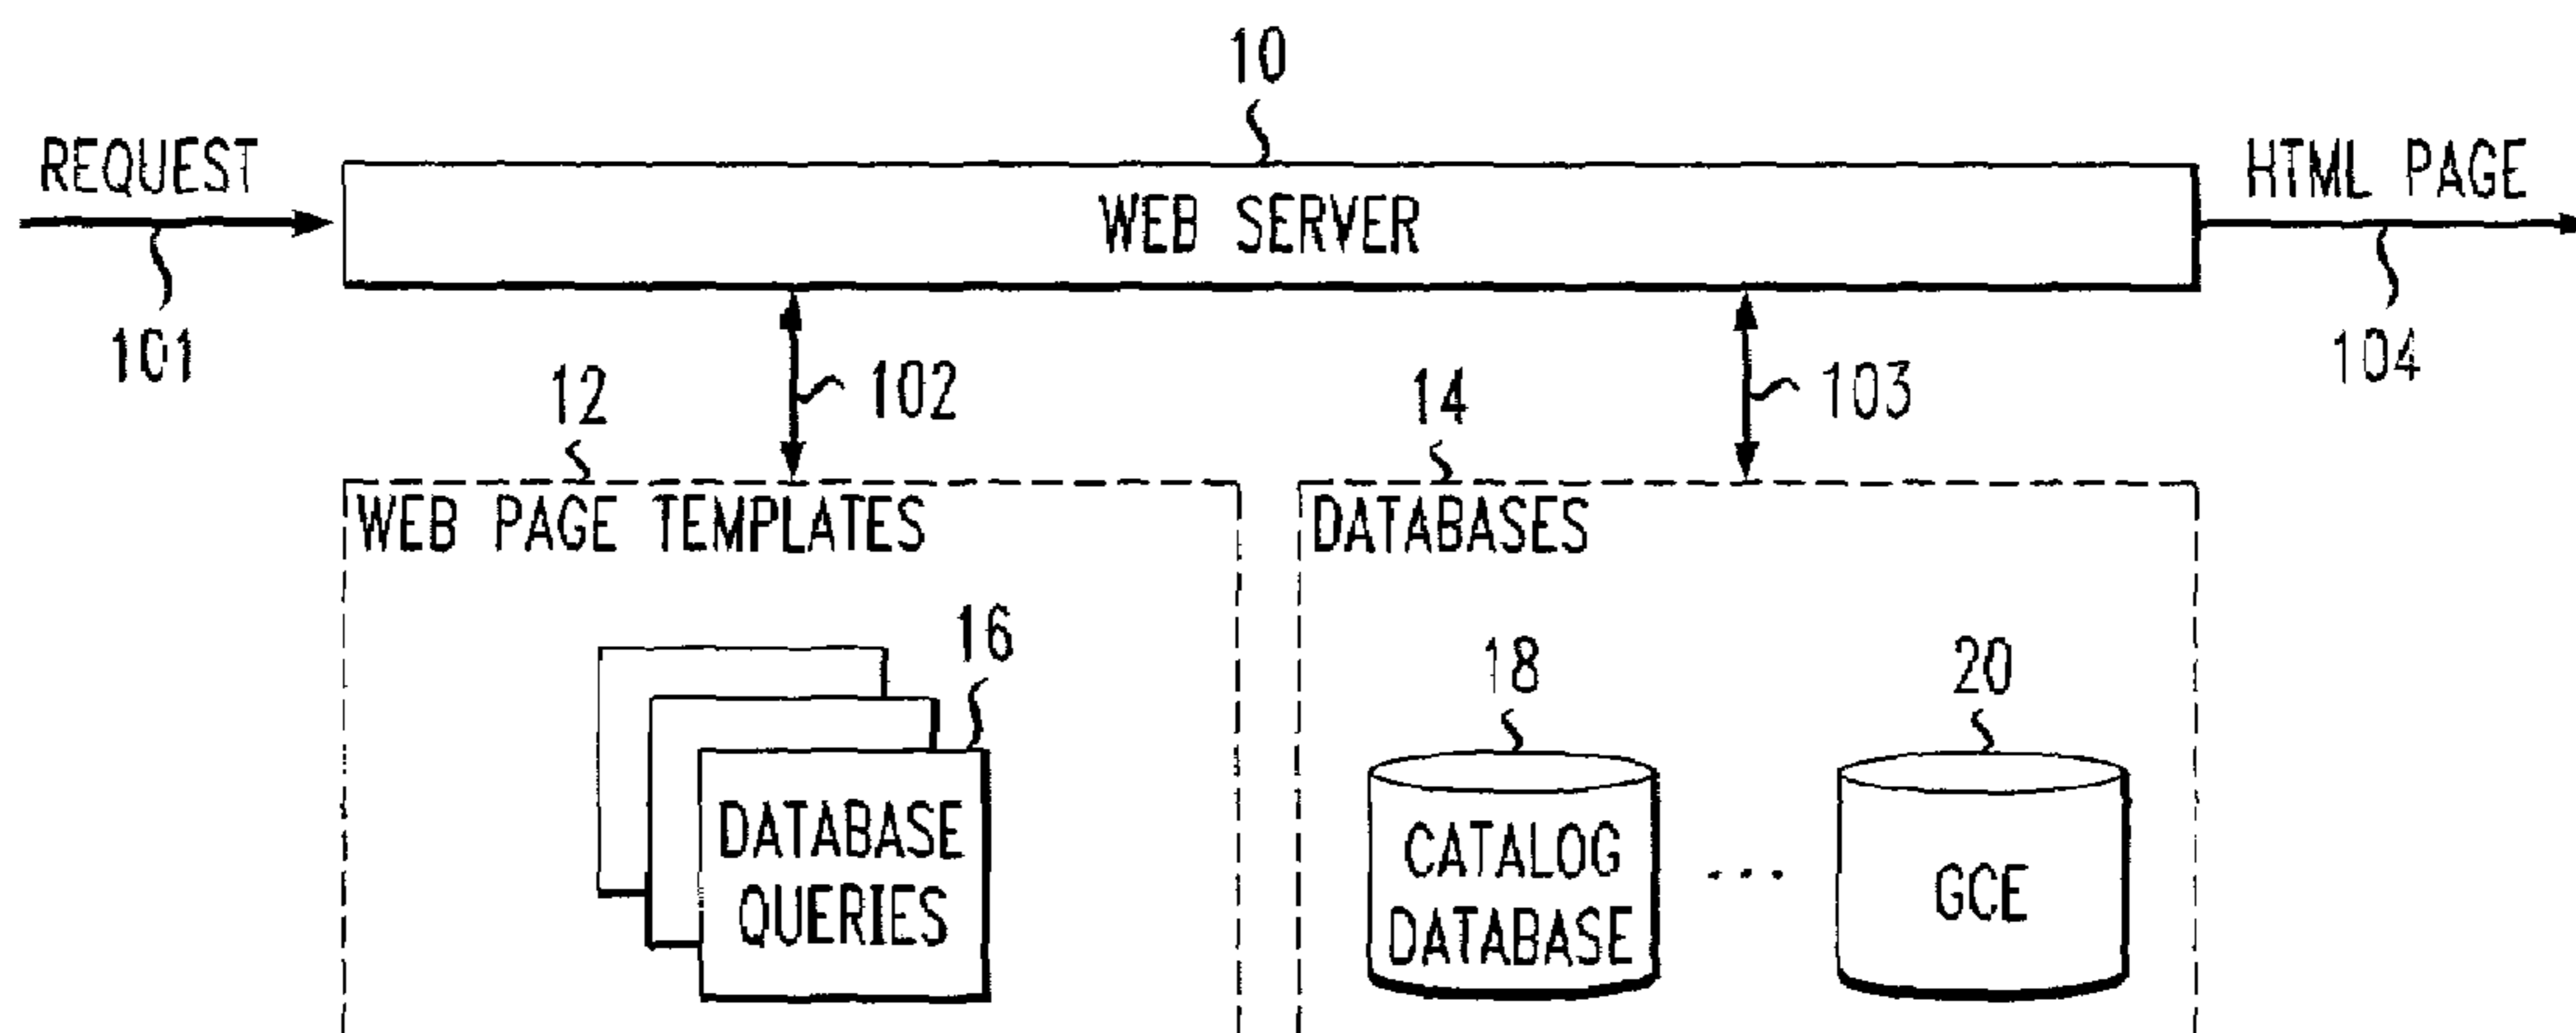 10
REQUEST
HTML PAGE
WEB SERVER
101
104
12
102
14
103
WEB PAGE TEMPLATES
DATABASES
16
18
20
DATABASE
QUERIES
CATALOG
DATABASE
...
GCE